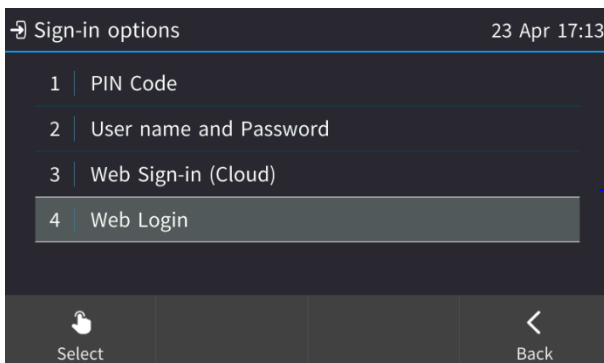 Sign-in options 23 Apr 17:13
1 PIN Code
2 User name and Password
3 Web Sign-in (Cloud)
4 Web Login
Select Back